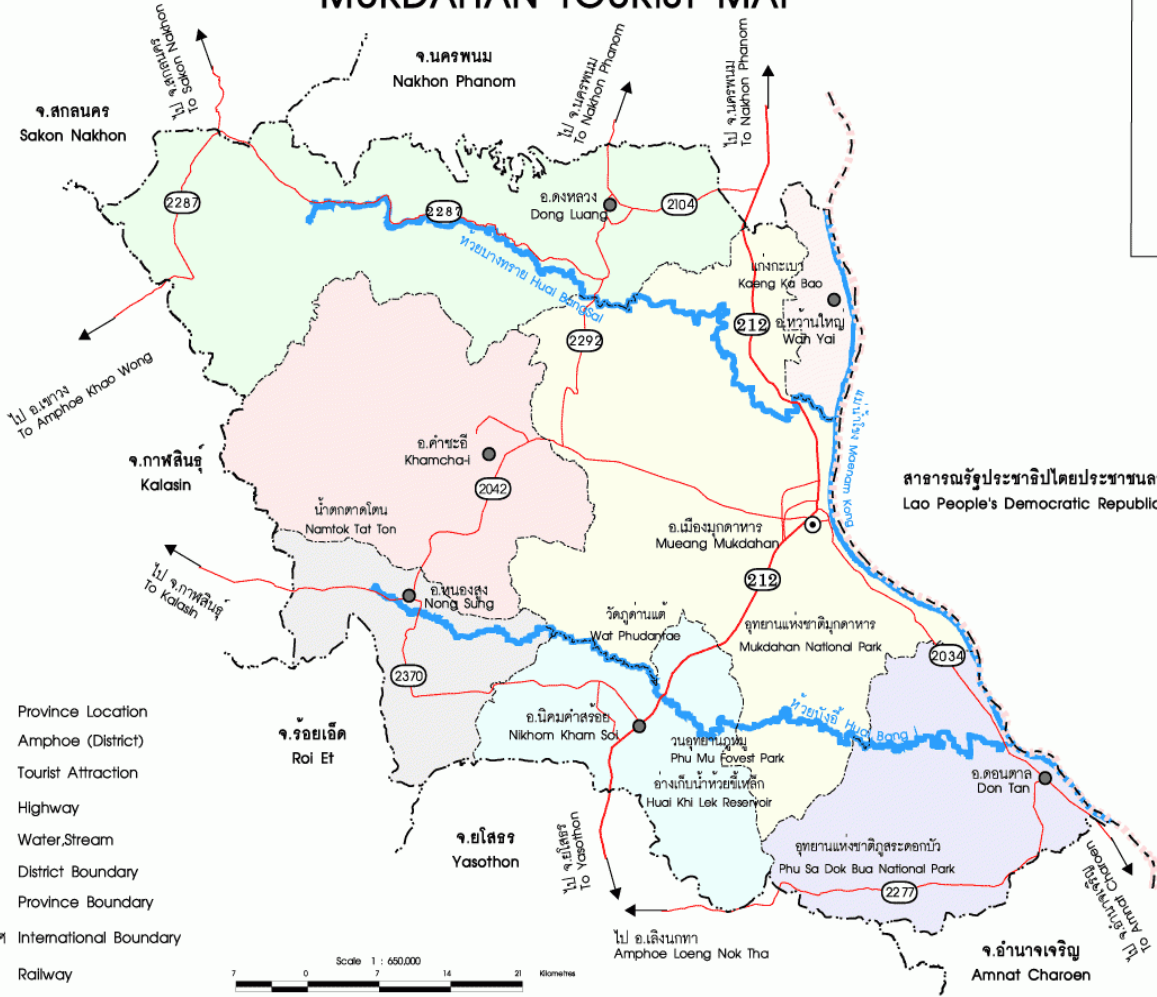 MUKDAHAN TOURIST MAP
ไป จ.สกลนคร
To Sakon Nakhon
จ.นครพนม
Nakhon Phanom
ไป จ.นครพนม
To Nakhon Phanom
ไป จ.นครพนม
To Nakhon Phanom
จ.สกลนคร
Sakon Nakhon
2287
2287
อ.ดงหลวง
Dong Luang
2104
ห้วยบางทราย Huai BangSai
แก่งกะเบา
Kaeng Ka Bao
212
อ.หว้านใหญ่
Wan Yai
2292
ไป อ.เขาวง
To Amphoe Khao Wong
แม่น้ำโขง Maenam Kong
จ.กาฬสินธุ์
Kalasin
อ.คำชะอี
Khamcha-i
2042
สาธารณรัฐประชาธิปไตยประชาชนล
Lao People's Democratic Republic
น้ำตกตาดโตน
Namtok Tat Ton
อ.เมืองมุกดาหาร
Mueang Mukdahan
ไป จ.กาฬสินธุ์
To Kalasin
อ.หนองสูง
Nong Sung
212
วัดภูด่านแต้
Wat Phudantae
อุทยานแห่งชาติมุกดาหาร
Mukdahan National Park
2034
2370
ห้วยบังอี้ Huai Bang I
อ.นิคมคำสร้อย
Nikhom Kham Soi
จ.ร้อยเอ็ด
Roi Et
วนอุทยานภูหมู
Phu Mu Fovest Park
อ่างเก็บน้ำห้วยขี้เหล็ก
Huai Khi Lek Reservoir
อ.ดอนตาล
Don Tan
จ.ยโสธร
Yasothon
ไป จ.ยโสธร
To Yasothon
อุทยานแห่งชาติภูสระดอกบัว
Phu Sa Dok Bua National Park
2277
ไป จ.อำนาจเจริญ
To Amnat Charoen
ไป อ.เลิงนกทา
Amphoe Loeng Nok Tha
จ.อำนาจเจริญ
Amnat Charoen
Province Location
Amphoe (District)
Tourist Attraction
Highway
Water,Stream
District Boundary
Province Boundary
ศ International Boundary
Railway
Scale 1 : 650,000
7 0 7 14 21 Kilometres